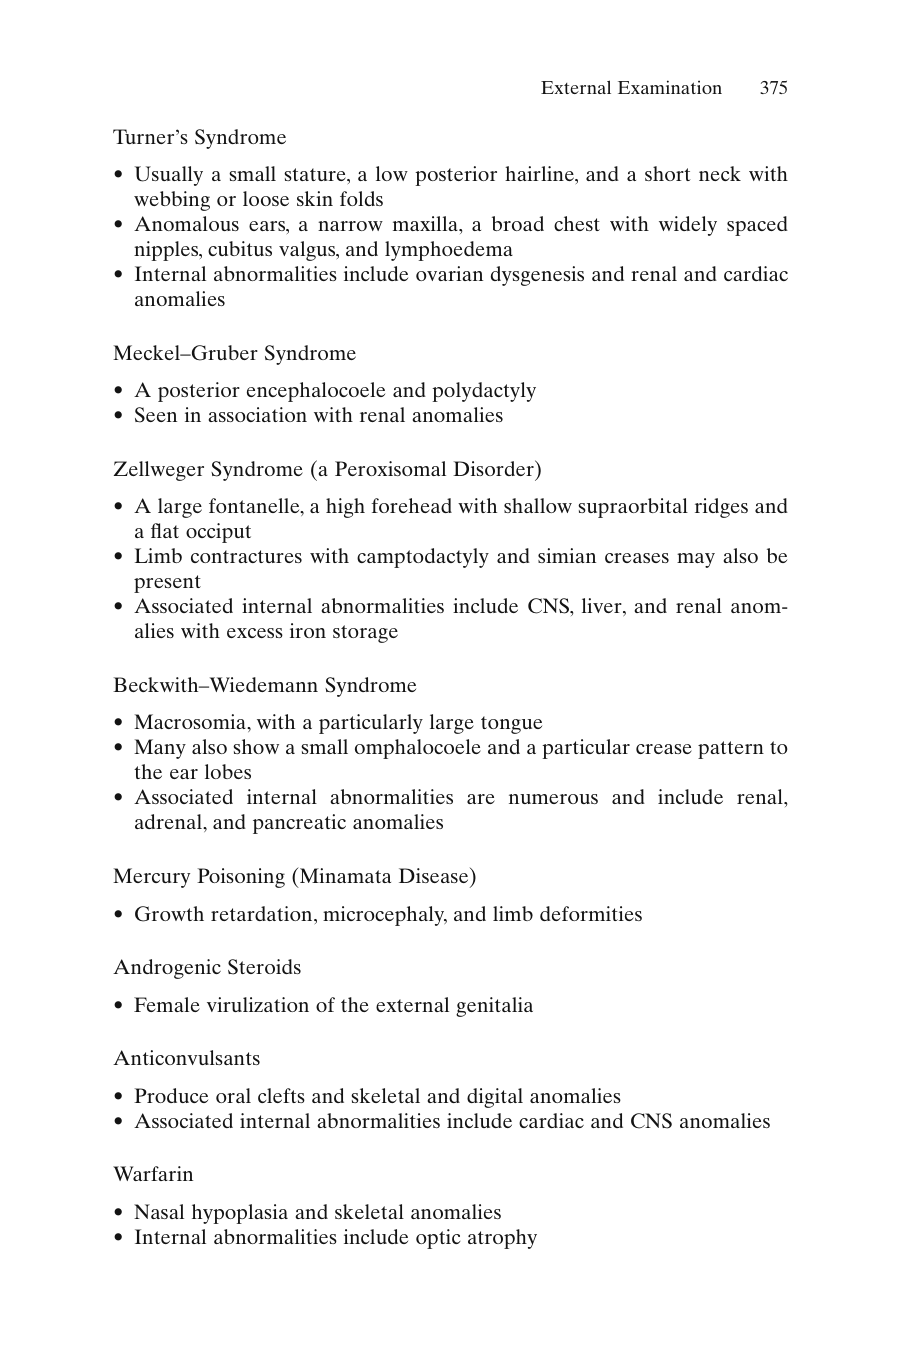 External Examination 375
Turner's Syndrome
• Usually a small stature, a low posterior hairline, and a short neck with
webbing or loose skin folds
• Anomalous ears, a narrow maxilla, a broad chest with widely spaced
nipples, cubitus valgus, and lymphoedema
• Internal abnormalities include ovarian dysgenesis and renal and cardiac
anomalies
Meckel–Gruber Syndrome
• A posterior encephalocoele and polydactyly
• Seen in association with renal anomalies
Zellweger Syndrome (a Peroxisomal Disorder)
• A large fontanelle, a high forehead with shallow supraorbital ridges and
a flat occiput
• Limb contractures with camptodactyly and simian creases may also be
present
• Associated internal abnormalities include CNS, liver, and renal anom-
alies with excess iron storage
Beckwith–Wiedemann Syndrome
• Macrosomia, with a particularly large tongue
• Many also show a small omphalocoele and a particular crease pattern to
the ear lobes
• Associated internal abnormalities are numerous and include renal,
adrenal, and pancreatic anomalies
Mercury Poisoning (Minamata Disease)
• Growth retardation, microcephaly, and limb deformities
Androgenic Steroids
• Female virulization of the external genitalia
Anticonvulsants
• Produce oral clefts and skeletal and digital anomalies
• Associated internal abnormalities include cardiac and CNS anomalies
Warfarin
• Nasal hypoplasia and skeletal anomalies
• Internal abnormalities include optic atrophy